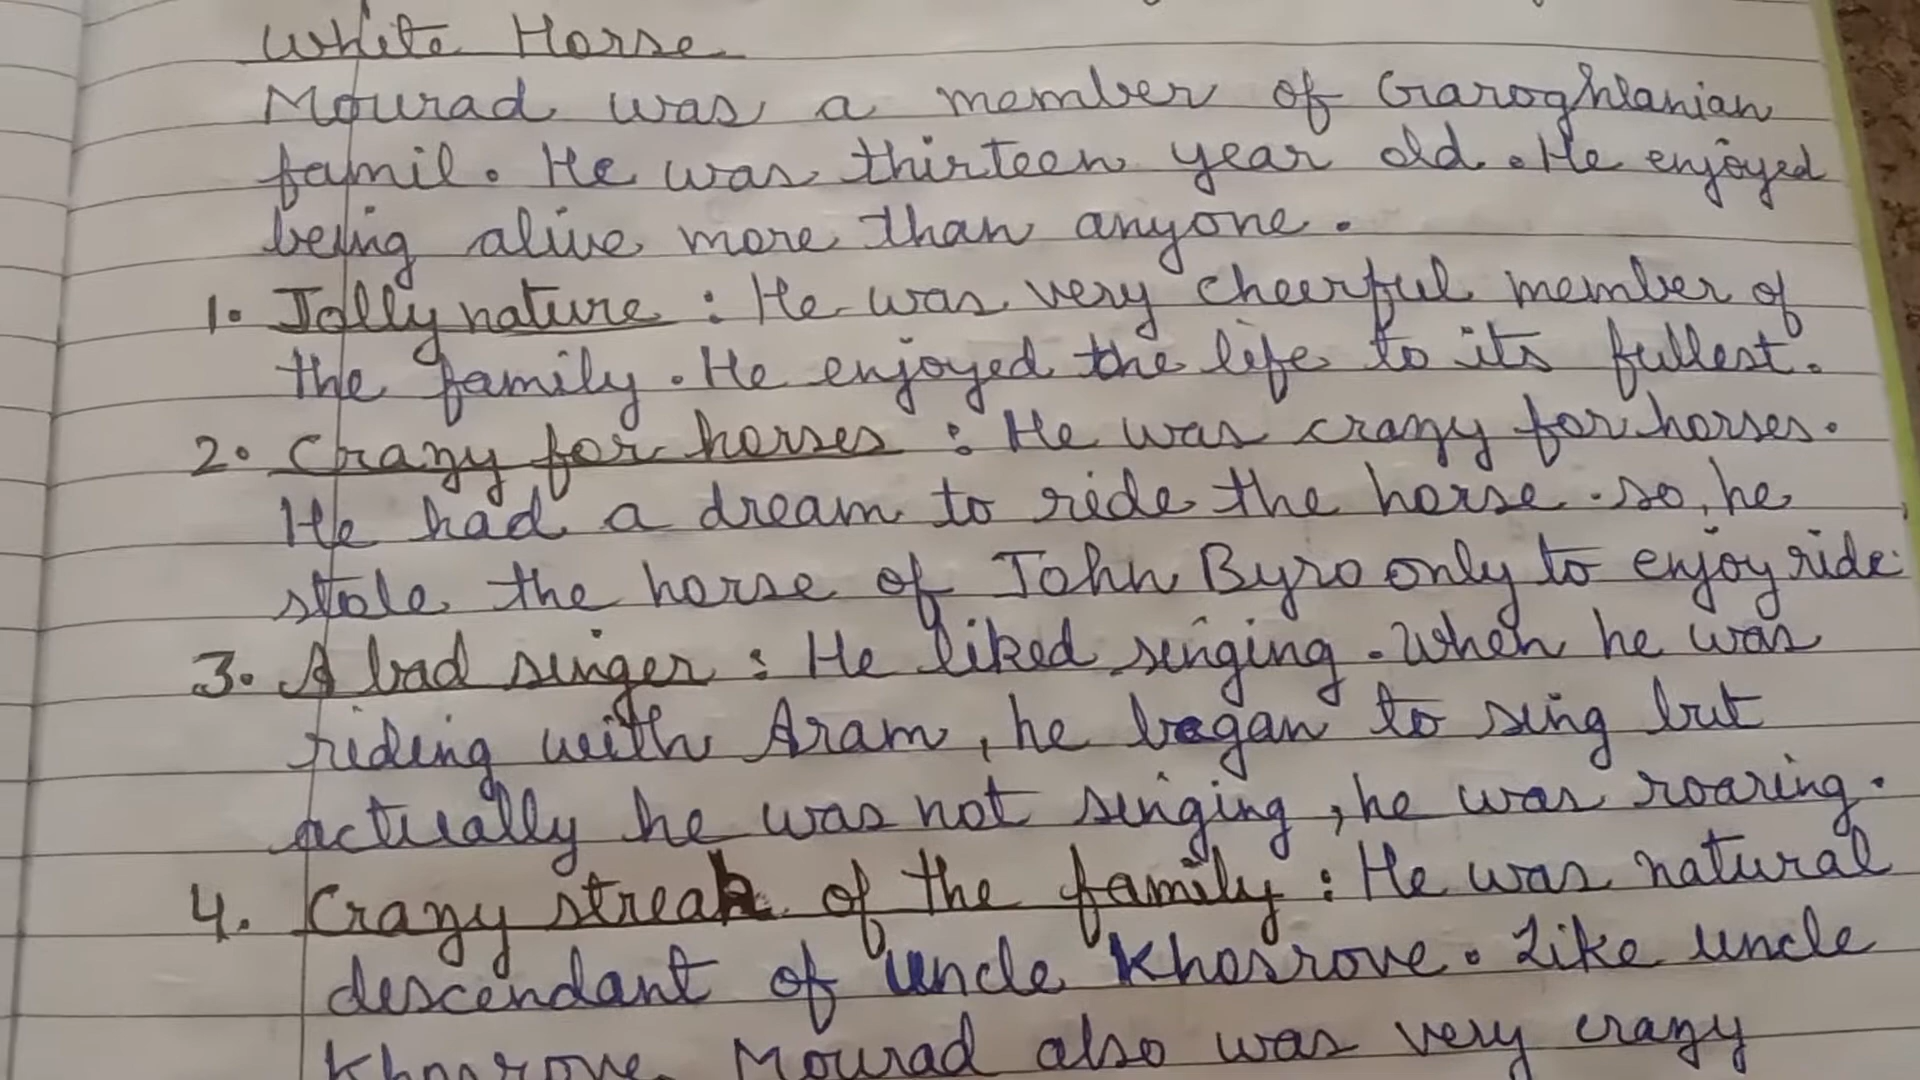 White Horse
Mourad was a member of Garoghlanian
famil. He was thirteen year old. He enjoyed
being alive more than anyone.
1. Jolly nature : He was very cheerful member of
the family. He enjoyed the life to its fullest.
2. Crazy for horses : He was crazy for horses.
He had a dream to ride the horse. so, he
stole the horse of John Byro only to enjoy ride.
3. A bad singer : He liked singing. When he was
riding with Aram, he began to sing but
actually he was not singing, he was roaring.
4. Crazy streak of the family : He was natural
descendant of uncle Khosrove. Like uncle
Khosrove Mourad also was very crazy